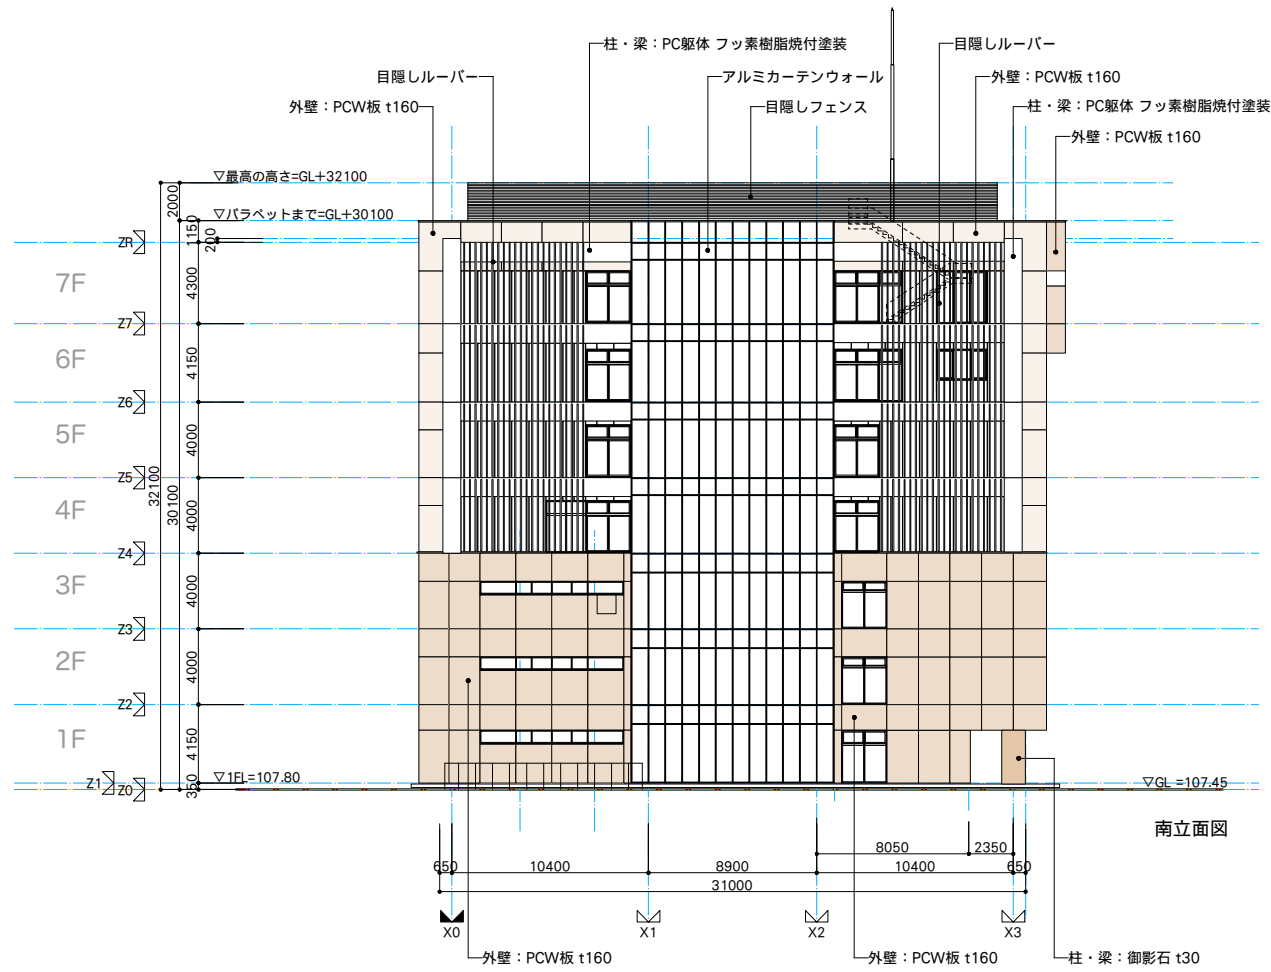 柱・梁：PC躯体 フッ素樹脂焼付塗装
目隠しルーバー
目隠しルーバー
アルミカーテンウォール
外壁：PCW板 t160
外壁：PCW板 t160
目隠しフェンス
柱・梁：PC躯体 フッ素樹脂焼付塗装
外壁：PCW板 t160
▽最高の高さ=GL+32100
2000
▽パラペットまで=GL+30100
1150
200
ZR
7F
4300
Z7
6F
4150
Z6
5F
4000
Z5
32100
30100
4F
4000
Z4
3F
4000
Z3
2F
4000
Z2
1F
4150
Z1
▽1FL=107.80
Z0
350
▽GL =107.45
南立面図
8050
2350
650
10400
8900
10400
650
31000
X0
X1
X2
X3
外壁：PCW板 t160
外壁：PCW板 t160
柱・梁：御影石 t30